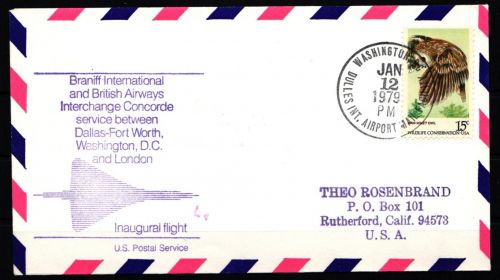 Braniff International
and British Airways
Interchange Concorde
service between
Dallas-Fort Worth,
Washington, D.C.
and London
Inaugural flight
U.S. Postal Service
WASHINGTON
JAN
12
1979
PM
DULLES INT. AIRPORT
15c
WILDLIFE CONSERVATION USA
THEO ROSENBRAND
P. O. Box 101
Rutherford, Calif. 94573
U. S. A.